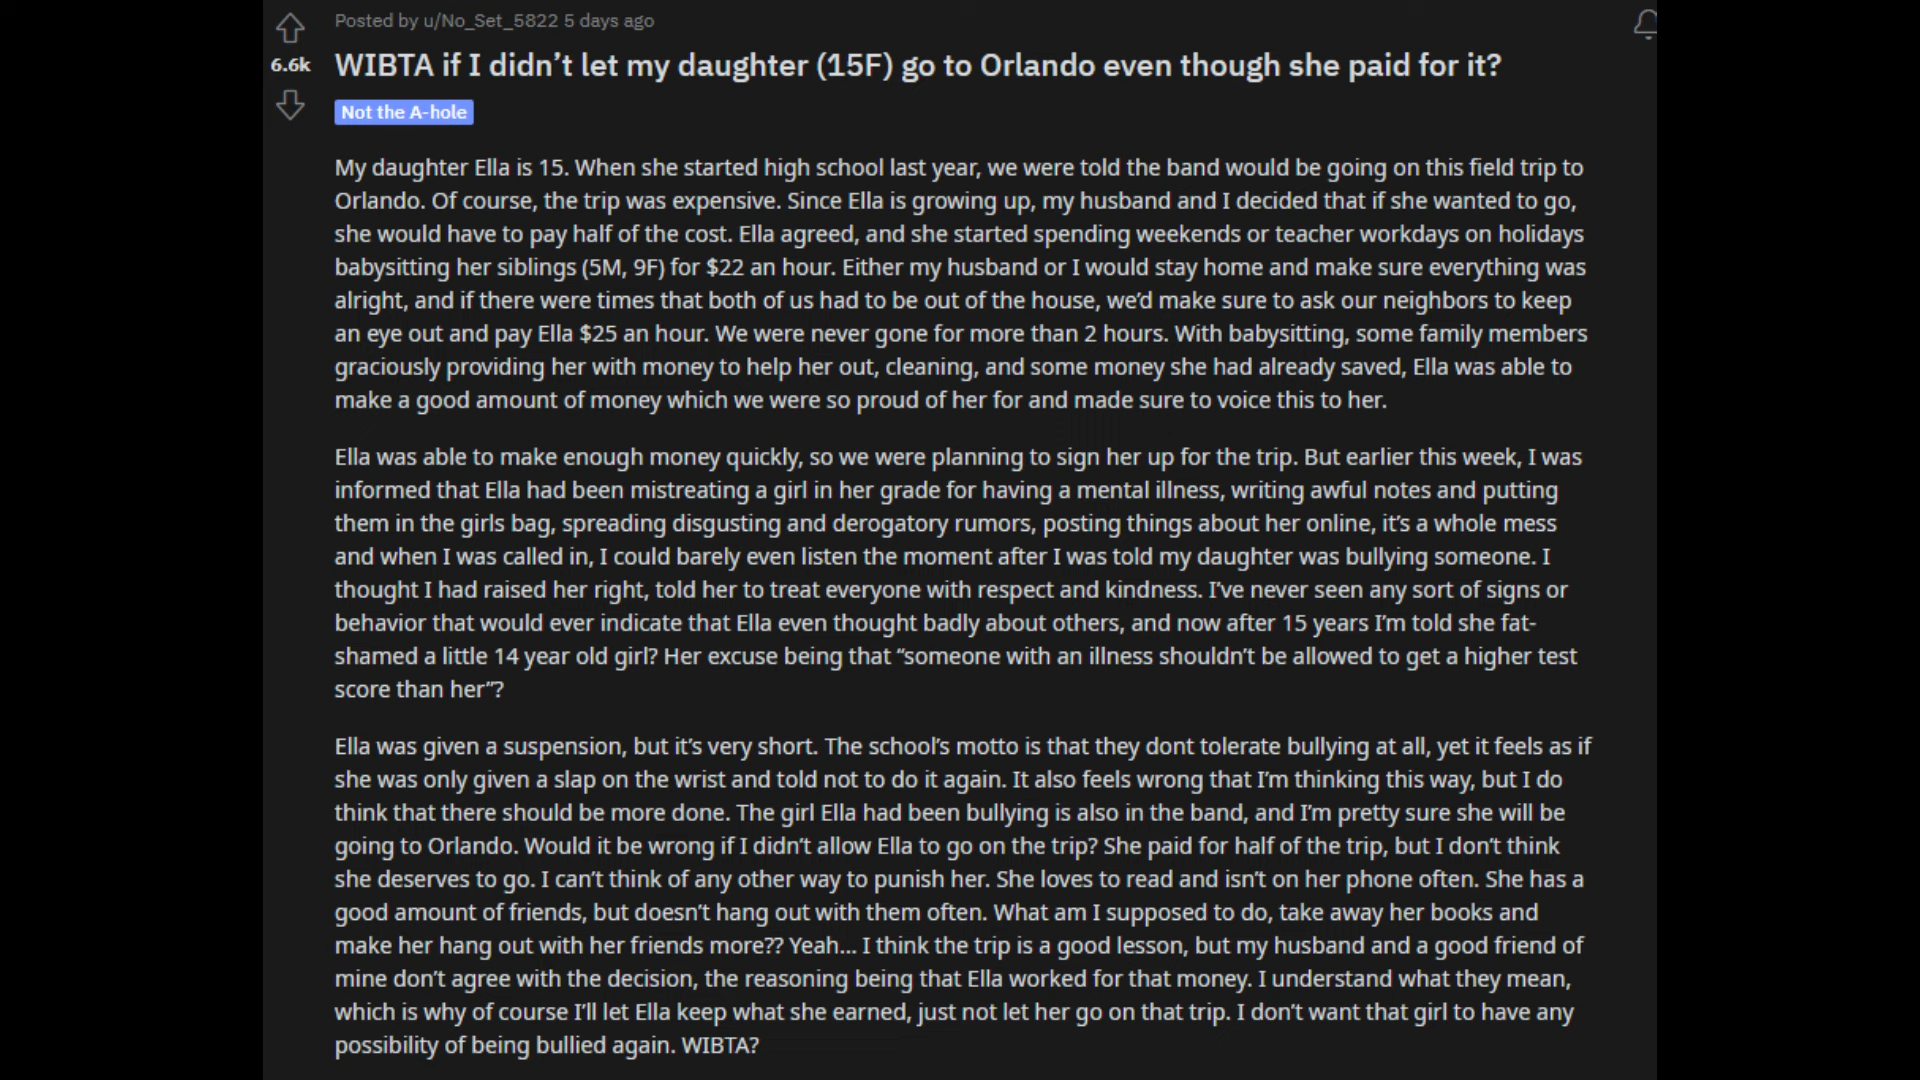 Posted by u/No_Set_5822 5 days ago
6.6k
WIBTA if I didn’t let my daughter (15F) go to Orlando even though she paid for it?
Not the A-hole
My daughter Ella is 15. When she started high school last year, we were told the band would be going on this field trip to
Orlando. Of course, the trip was expensive. Since Ella is growing up, my husband and I decided that if she wanted to go,
she would have to pay half of the cost. Ella agreed, and she started spending weekends or teacher workdays on holidays
babysitting her siblings (5M, 9F) for $22 an hour. Either my husband or I would stay home and make sure everything was
alright, and if there were times that both of us had to be out of the house, we’d make sure to ask our neighbors to keep
an eye out and pay Ella $25 an hour. We were never gone for more than 2 hours. With babysitting, some family members
graciously providing her with money to help her out, cleaning, and some money she had already saved, Ella was able to
make a good amount of money which we were so proud of her for and made sure to voice this to her.
Ella was able to make enough money quickly, so we were planning to sign her up for the trip. But earlier this week, I was
informed that Ella had been mistreating a girl in her grade for having a mental illness, writing awful notes and putting
them in the girls bag, spreading disgusting and derogatory rumors, posting things about her online, it’s a whole mess
and when I was called in, I could barely even listen the moment after I was told my daughter was bullying someone. I
thought I had raised her right, told her to treat everyone with respect and kindness. I’ve never seen any sort of signs or
behavior that would ever indicate that Ella even thought badly about others, and now after 15 years I’m told she fat-
shamed a little 14 year old girl? Her excuse being that “someone with an illness shouldn’t be allowed to get a higher test
score than her”?
Ella was given a suspension, but it’s very short. The school’s motto is that they dont tolerate bullying at all, yet it feels as if
she was only given a slap on the wrist and told not to do it again. It also feels wrong that I’m thinking this way, but I do
think that there should be more done. The girl Ella had been bullying is also in the band, and I’m pretty sure she will be
going to Orlando. Would it be wrong if I didn’t allow Ella to go on the trip? She paid for half of the trip, but I don’t think
she deserves to go. I can’t think of any other way to punish her. She loves to read and isn’t on her phone often. She has a
good amount of friends, but doesn’t hang out with them often. What am I supposed to do, take away her books and
make her hang out with her friends more?? Yeah... I think the trip is a good lesson, but my husband and a good friend of
mine don’t agree with the decision, the reasoning being that Ella worked for that money. I understand what they mean,
which is why of course I’ll let Ella keep what she earned, just not let her go on that trip. I don’t want that girl to have any
possibility of being bullied again. WIBTA?